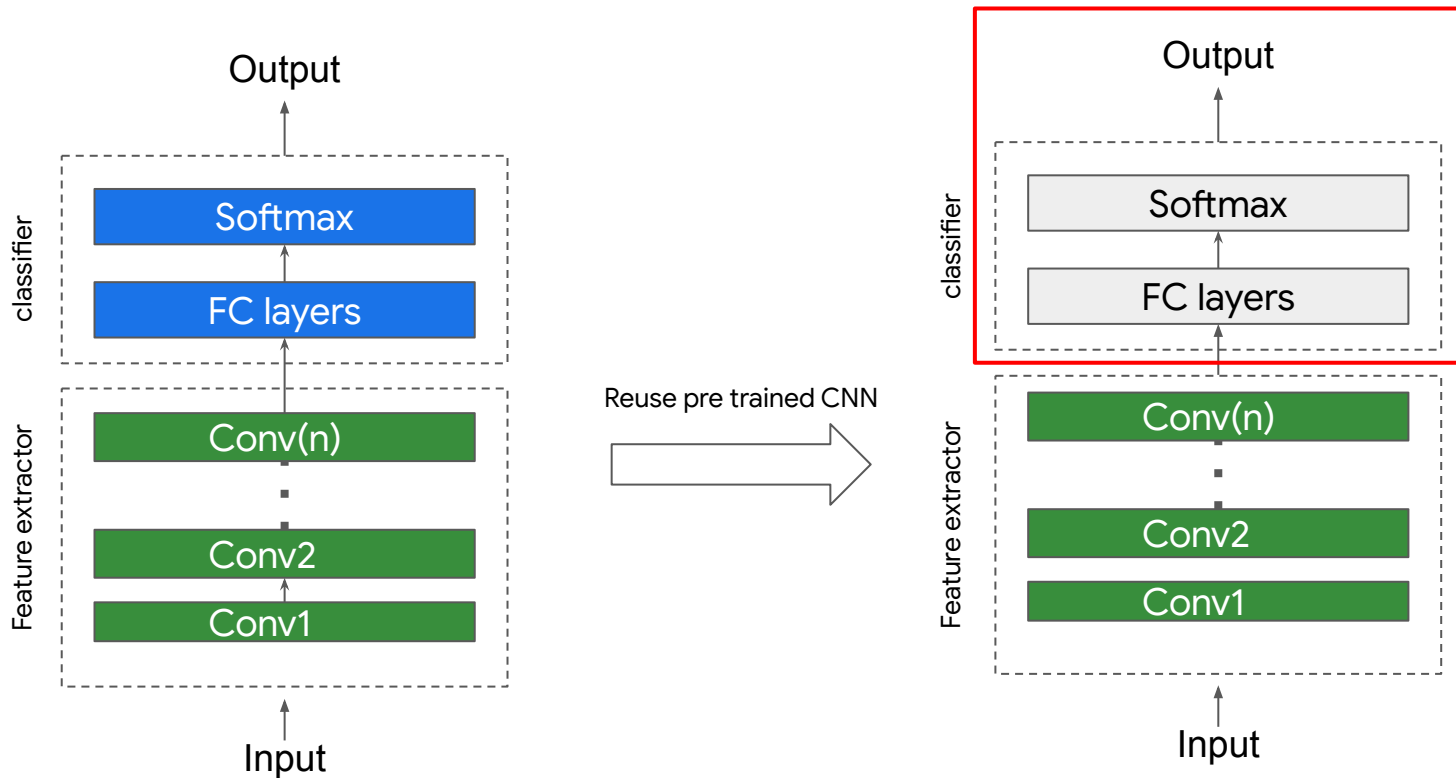 Output
classifier
Softmax
FC layers
Feature extractor
Conv(n)
Conv2
Conv1
Input
Reuse pre trained CNN
Output
classifier
Softmax
FC layers
Feature extractor
Conv(n)
Conv2
Conv1
Input